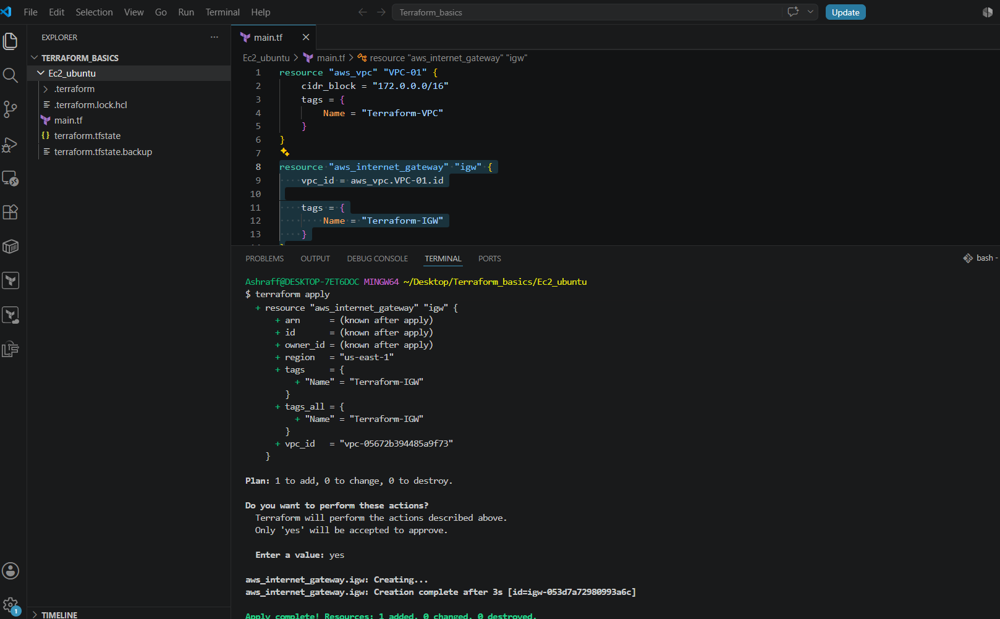 File Edit Selection View Go Run Terminal Help
Terraform_basics
Update
EXPLORER
TERRAFORM_BASICS
Ec2_ubuntu
.terraform
.terraform.lock.hcl
main.tf
terraform.tfstate
terraform.tfstate.backup
TIMELINE
1
main.tf
Ec2_ubuntu > main.tf > resource "aws_internet_gateway" "igw"
1 resource "aws_vpc" "VPC-01" {
2 cidr_block = "172.0.0.0/16"
3 tags = {
4 Name = "Terraform-VPC"
5 }
6 }
7
8 resource "aws_internet_gateway" "igw" {
9 vpc_id = aws_vpc.VPC-01.id
10
11 tags = {
12 Name = "Terraform-IGW"
13 }
PROBLEMS OUTPUT DEBUG CONSOLE TERMINAL PORTS
bash -
Ashraff@DESKTOP-7ET6DOC MINGW64 ~/Desktop/Terraform_basics/Ec2_ubuntu
$ terraform apply
+ resource "aws_internet_gateway" "igw" {
+ arn = (known after apply)
+ id = (known after apply)
+ owner_id = (known after apply)
+ region = "us-east-1"
+ tags = {
+ "Name" = "Terraform-IGW"
}
+ tags_all = {
+ "Name" = "Terraform-IGW"
}
+ vpc_id = "vpc-05672b394485a9f73"
}
Plan: 1 to add, 0 to change, 0 to destroy.
Do you want to perform these actions?
Terraform will perform the actions described above.
Only 'yes' will be accepted to approve.
Enter a value: yes
aws_internet_gateway.igw: Creating...
aws_internet_gateway.igw: Creation complete after 3s [id=igw-053d7a72980993a6c]
Apply complete! Resources: 1 added, 0 changed, 0 destroyed.